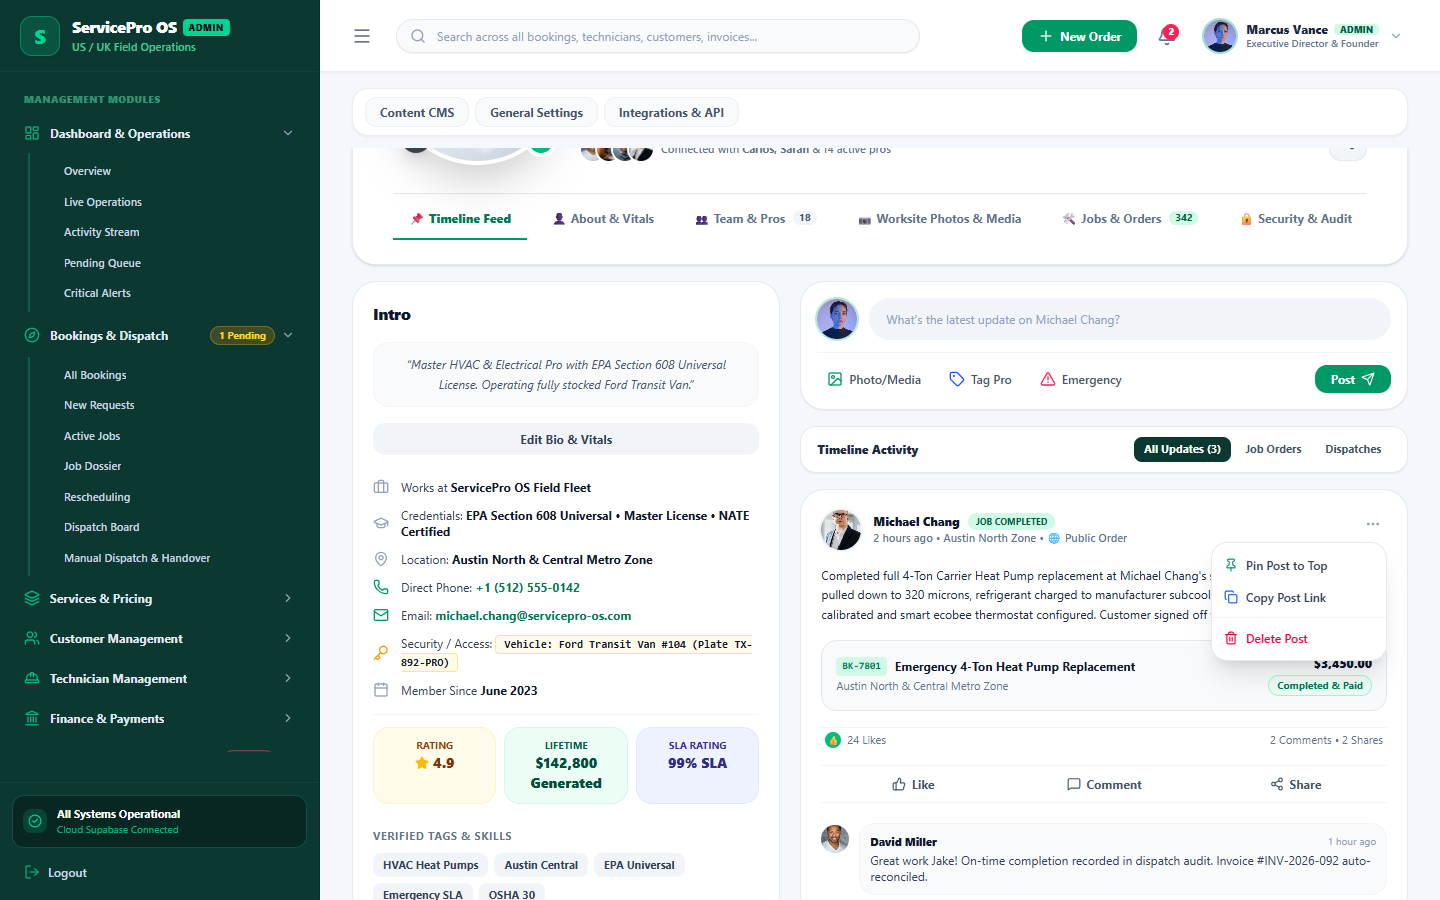 S
ServicePro OS ADMIN
US / UK Field Operations
MANAGEMENT MODULES
Dashboard & Operations
Overview
Live Operations
Activity Stream
Pending Queue
Critical Alerts
Bookings & Dispatch 1 Pending
All Bookings
New Requests
Active Jobs
Job Dossier
Rescheduling
Dispatch Board
Manual Dispatch & Handover
Services & Pricing
Customer Management
Technician Management
Finance & Payments
All Systems Operational
Cloud Supabase Connected
Logout
Search across all bookings, technicians, customers, invoices...
New Order
2
Marcus Vance ADMIN
Executive Director & Founder
Content CMS
General Settings
Integrations & API
Connected with Carlos, Sarah & 14 active pros
Timeline Feed
About & Vitals
Team & Pros 18
Worksite Photos & Media
Jobs & Orders 342
Security & Audit
Intro
"Master HVAC & Electrical Pro with EPA Section 608 Universal
License. Operating fully stocked Ford Transit Van."
Edit Bio & Vitals
Works at ServicePro OS Field Fleet
Credentials: EPA Section 608 Universal • Master License • NATE
Certified
Location: Austin North & Central Metro Zone
Direct Phone: +1 (512) 555-0142
Email: michael.chang@servicepro-os.com
Security / Access: Vehicle: Ford Transit Van #104 (Plate TX-
892-PRO)
Member Since June 2023
RATING
4.9
LIFETIME
$142,800
Generated
SLA RATING
99% SLA
VERIFIED TAGS & SKILLS
HVAC Heat Pumps
Austin Central
EPA Universal
Emergency SLA
OSHA 30
What's the latest update on Michael Chang?
Photo/Media
Tag Pro
Emergency
Post
Timeline Activity
All Updates (3)
Job Orders
Dispatches
Michael Chang JOB COMPLETED
2 hours ago • Austin North Zone • Public Order
Pin Post to Top
Copy Post Link
Delete Post
Completed full 4-Ton Carrier Heat Pump replacement at Michael Chang's
pulled down to 320 microns, refrigerant charged to manufacturer
calibrated and smart ecobee thermostat configured. Customer signed off
BK-7801 Emergency 4-Ton Heat Pump Replacement
Austin North & Central Metro Zone
$3,450.00
Completed & Paid
24 Likes
2 Comments • 2 Shares
Like
Comment
Share
David Miller
1 hour ago
Great work Jake! On-time completion recorded in dispatch audit. Invoice #INV-2026-092 auto-
reconciled.